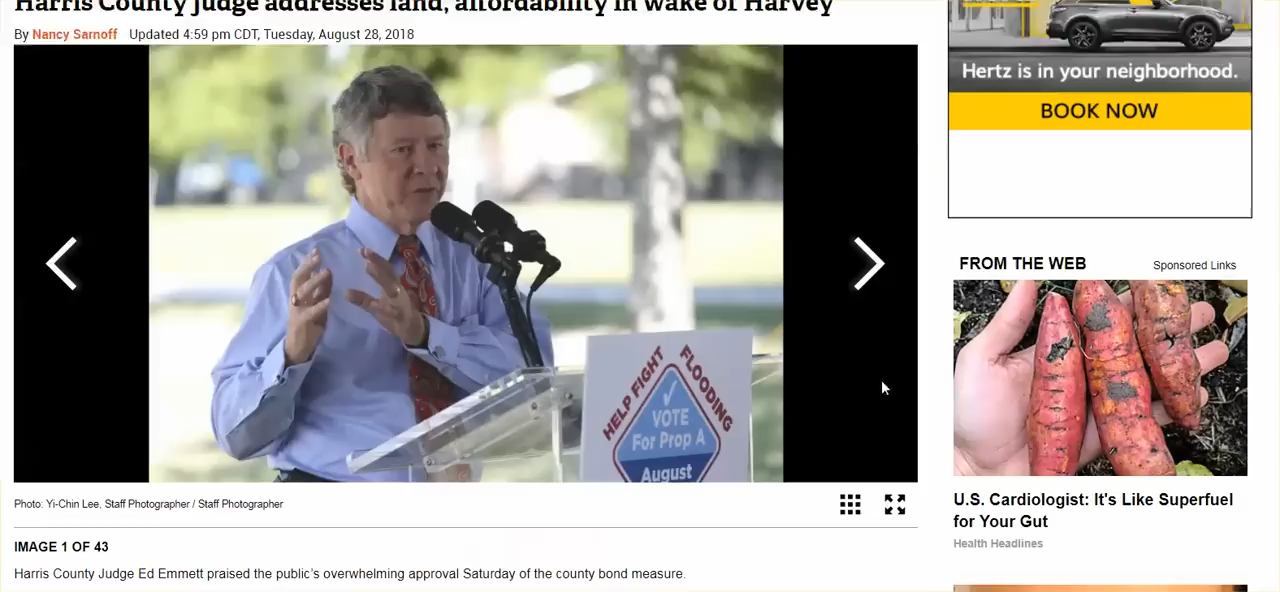 Harris County Judge addresses land, affordability in wake of Harvey
By Nancy Sarnoff Updated 4:59 pm CDT, Tuesday, August 28, 2018
HELP FIGHT FLOODING
VOTE
For Prop A
August
Photo: Yi-Chin Lee, Staff Photographer / Staff Photographer
IMAGE 1 OF 43
Harris County Judge Ed Emmett praised the public's overwhelming approval Saturday of the county bond measure.
Hertz is in your neighborhood.
BOOK NOW
FROM THE WEB
Sponsored Links
U.S. Cardiologist: It's Like Superfuel
for Your Gut
Health Headlines